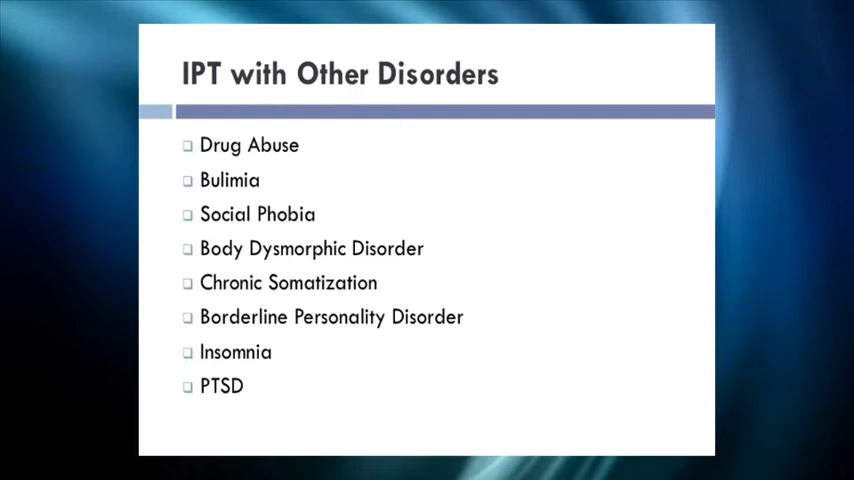 IPT with Other Disorders
Drug Abuse
Bulimia
Social Phobia
Body Dysmorphic Disorder
Chronic Somatization
Borderline Personality Disorder
Insomnia
PTSD